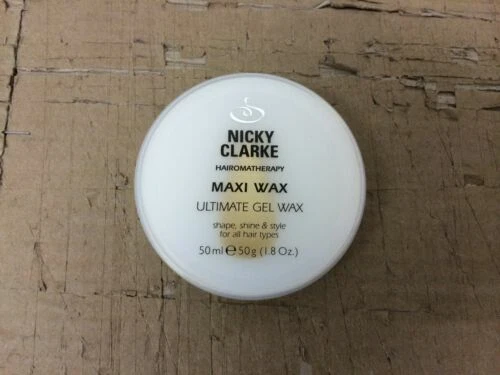 NICKY
CLARKE
HAIROMATHERAPY
MAXI WAX
ULTIMATE GEL WAX
shape, shine & style
for all hair types
50ml ℮ 50g (1.8 Oz.)